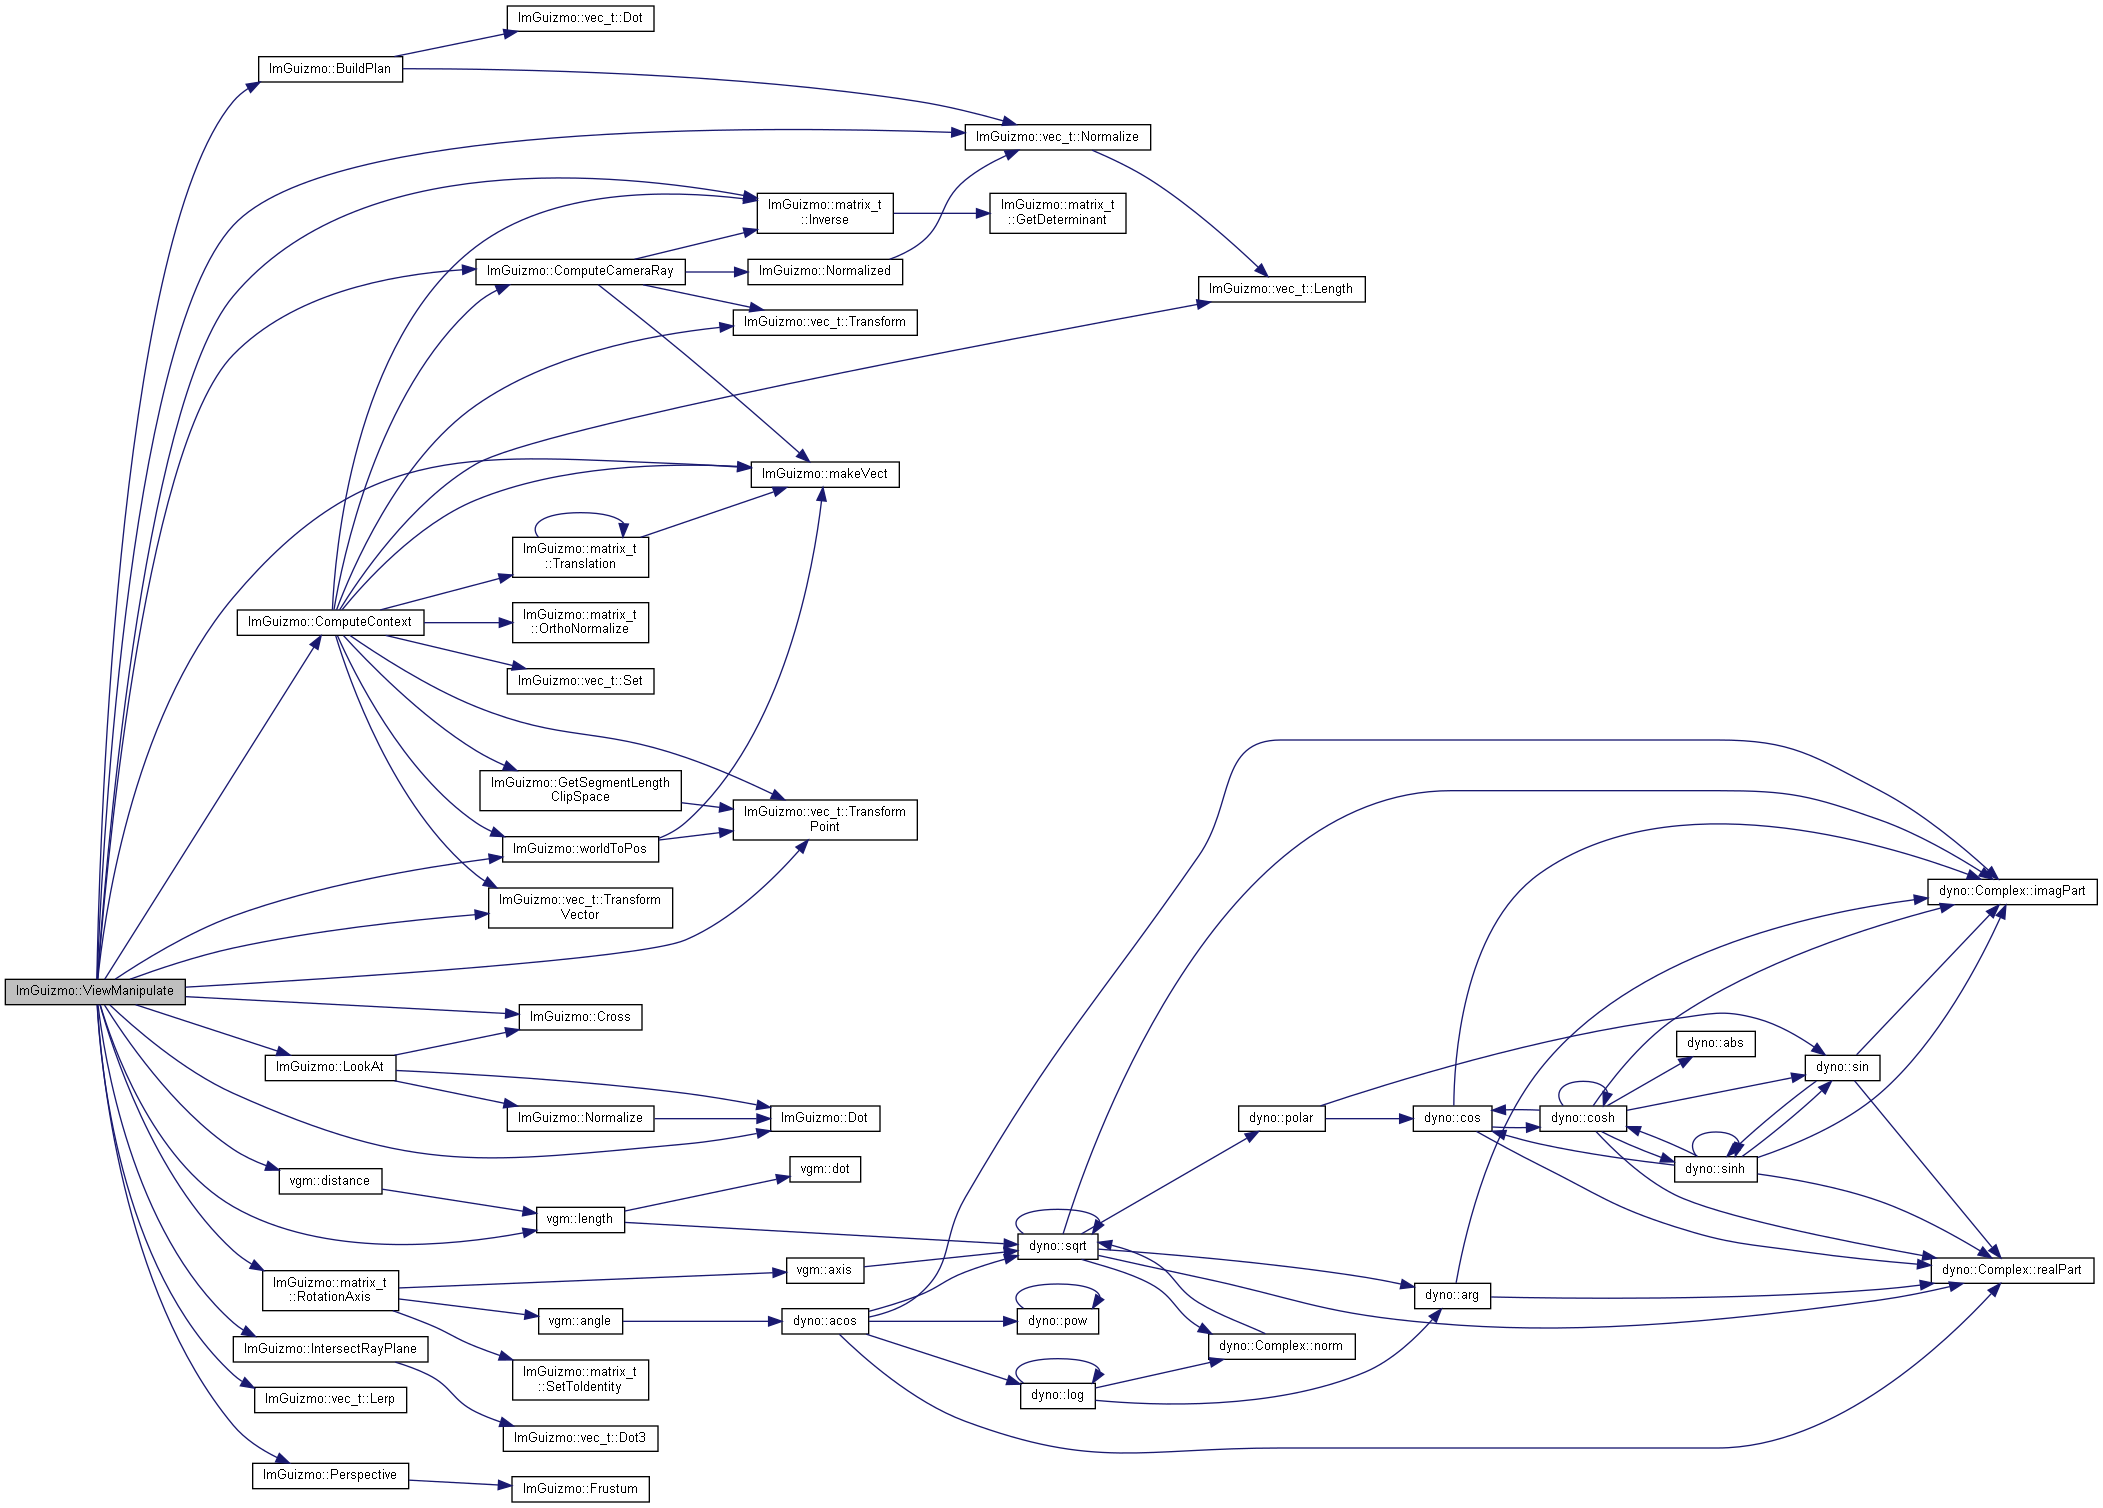 ImGuizmo::vec_t::Dot
ImGuizmo::BuildPlan
ImGuizmo::vec_t::Normalize
ImGuizmo::matrix_t
::Inverse
ImGuizmo::matrix_t
::GetDeterminant
ImGuizmo::ComputeCameraRay
ImGuizmo::Normalized
ImGuizmo::vec_t::Length
ImGuizmo::vec_t::Transform
ImGuizmo::makeVect
ImGuizmo::matrix_t
::Translation
ImGuizmo::ComputeContext
ImGuizmo::matrix_t
::OrthoNormalize
ImGuizmo::vec_t::Set
ImGuizmo::GetSegmentLength
ClipSpace
ImGuizmo::vec_t::Transform
Point
ImGuizmo::worldToPos
ImGuizmo::vec_t::Transform
Vector
dyno::Complex::imagPart
ImGuizmo::ViewManipulate
ImGuizmo::Cross
dyno::abs
ImGuizmo::LookAt
dyno::sin
ImGuizmo::Normalize
ImGuizmo::Dot
dyno::polar
dyno::cos
dyno::cosh
vgm::distance
vgm::dot
dyno::sinh
vgm::length
dyno::sqrt
ImGuizmo::matrix_t
::RotationAxis
vgm::axis
dyno::Complex::realPart
dyno::arg
vgm::angle
dyno::acos
dyno::pow
ImGuizmo::IntersectRayPlane
dyno::Complex::norm
ImGuizmo::matrix_t
::SetToIdentity
ImGuizmo::vec_t::Lerp
dyno::log
ImGuizmo::vec_t::Dot3
ImGuizmo::Perspective
ImGuizmo::Frustum